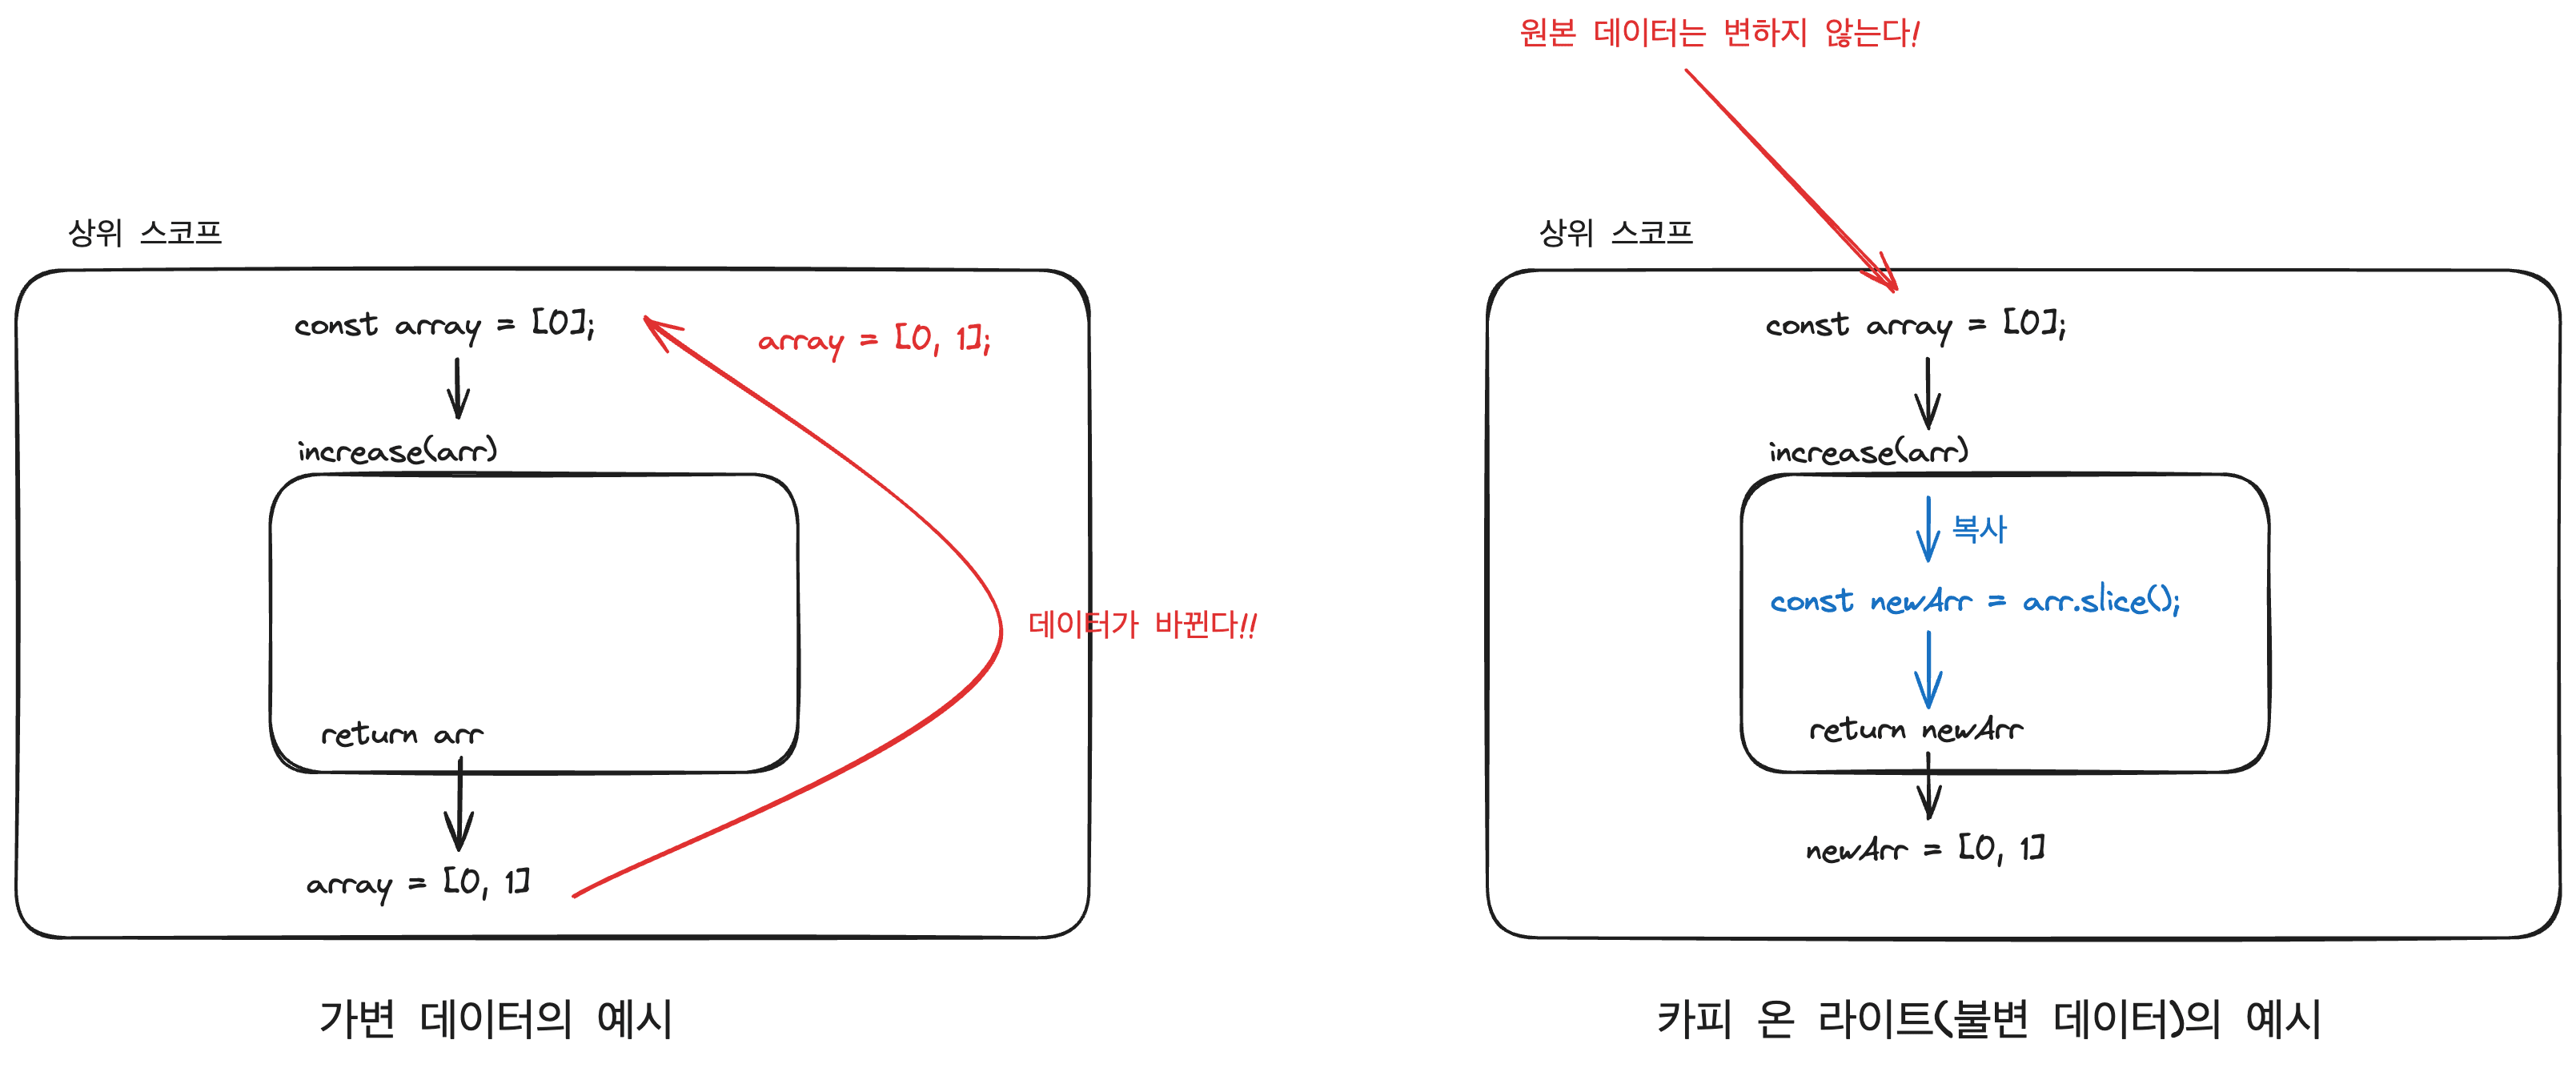 상위 스코프
const array = [0];
array = [0, 1];
increase(arr)
데이터가 바뀐다!!
return arr
array = [0, 1]
가변 데이터의 예시
원본 데이터는 변하지 않는다!
상위 스코프
const array = [0];
increase(arr)
복사
const newArr = arr.slice();
return newArr
newArr = [0, 1]
카피 온 라이트(불변 데이터)의 예시